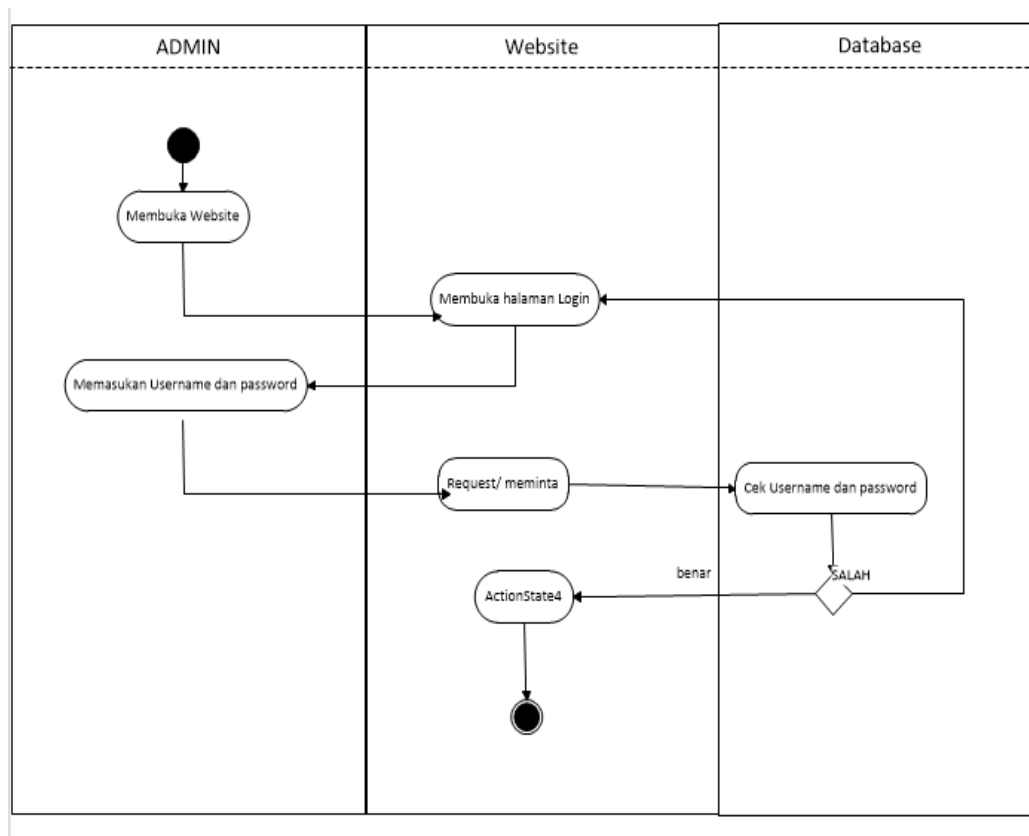 ADMIN
Website
Database
Membuka Website
Membuka halaman Login
Memasukan Username dan password
Request/ meminta
Cek Username dan password
benar
SALAH
ActionState4